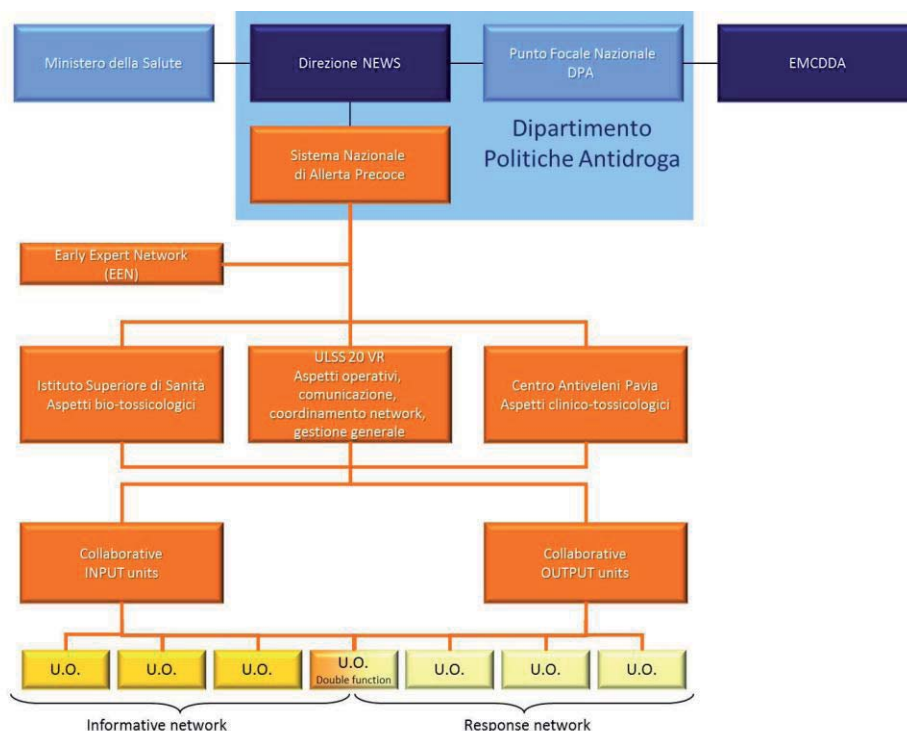 Ministero della Salute
Direzione NEWS
Punto Focale Nazionale
DPA
EMCDDA
Dipartimento
Politiche Antidroga
Sistema Nazionale
di Allerta Precoce
Early Expert Network
(EEN)
Istituto Superiore di Sanità
Aspetti bio-tossicologici
ULSS 20 VR
Aspetti operativi,
comunicazione,
coordinamento network,
gestione generale
Centro Antiveleni Pavia
Aspetti clinico-tossicologici
Collaborative
INPUT units
Collaborative
OUTPUT units
U.O.
U.O.
U.O.
U.O.
Double function
U.O.
U.O.
U.O.
Informative network
Response network